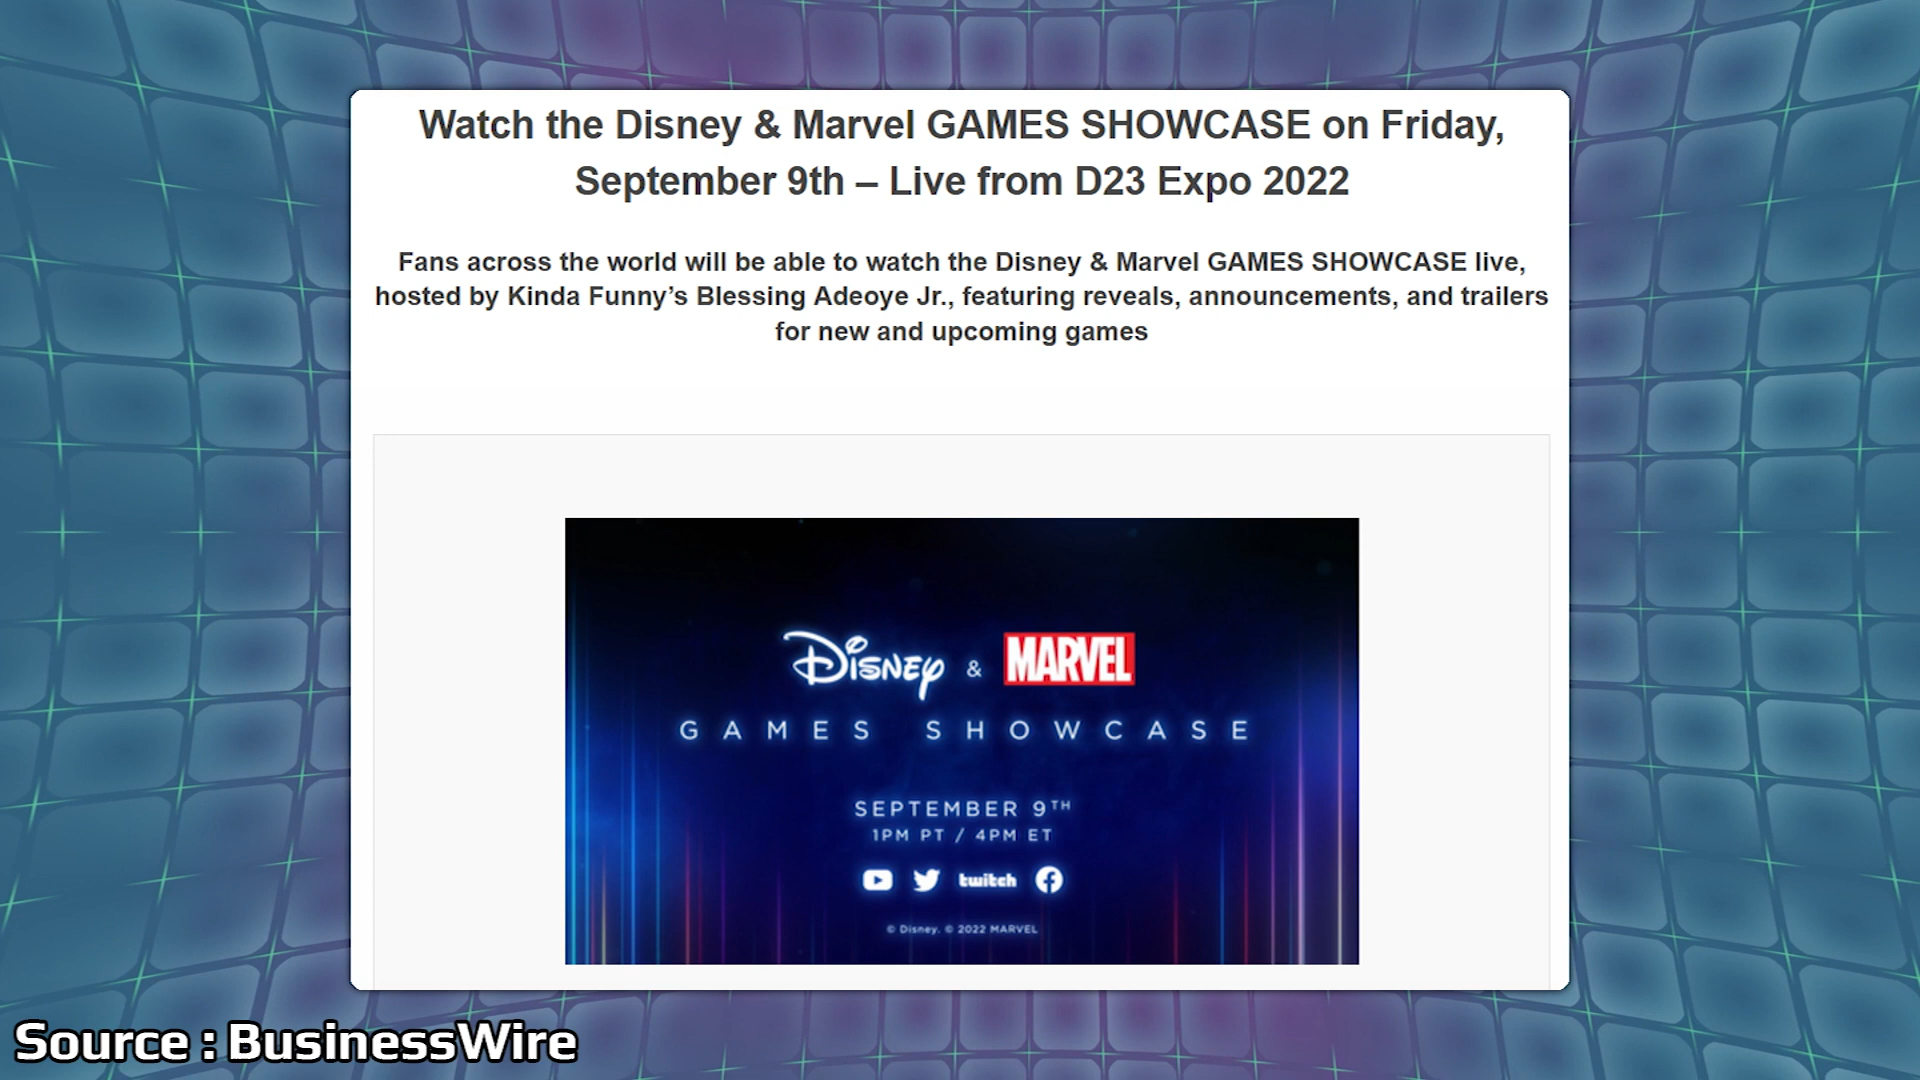 Watch the Disney & Marvel GAMES SHOWCASE on Friday,
September 9th – Live from D23 Expo 2022
Fans across the world will be able to watch the Disney & Marvel GAMES SHOWCASE live,
hosted by Kinda Funny’s Blessing Adeoye Jr., featuring reveals, announcements, and trailers
for new and upcoming games
Disney & MARVEL
GAMES SHOWCASE
SEPTEMBER 9TH
1PM PT / 4PM ET
twitch
© Disney. © 2022 MARVEL
Source : BusinessWire